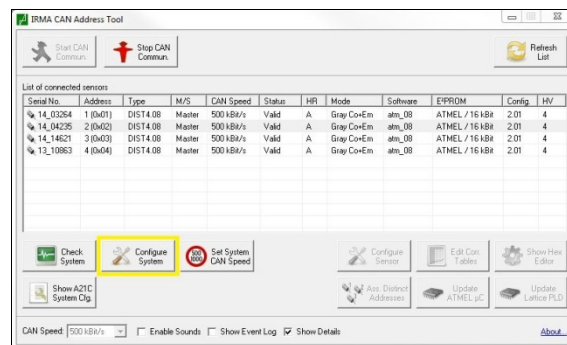 IRMA CAN Address Tool
Start CAN Commun.
Stop CAN Commun.
Refresh List
List of connected sensors
Serial No. Address Type M/S CAN Speed Status HR Mode Software E²PROM Config. HV
14_03264 1 (0x01) DIST4.08 Master 500 kBit/s Valid A Gray Co+Em atm_08 ATMEL / 16 kBit 2.01 4
14_04235 2 (0x02) DIST4.08 Master 500 kBit/s Valid A Gray Co+Em atm_08 ATMEL / 16 kBit 2.01 4
14_14621 3 (0x03) DIST4.08 Master 500 kBit/s Valid A Gray Co+Em atm_08 ATMEL / 16 kBit 2.01 4
13_10863 4 (0x04) DIST4.08 Master 500 kBit/s Valid A Gray Co+Em atm_08 ATMEL / 16 kBit 2.01 4
Check System
Configure System
500 1000
Set System CAN Speed
Configure Sensor
Edit Corr. Tables
Show Hex Editor
Show A21C System Cfg.
Ass. Distinct Addresses
Update ATMEL µC
Update Lattice PLD
CAN Speed: 500 kBit/s Enable Sounds Show Event Log Show Details About...